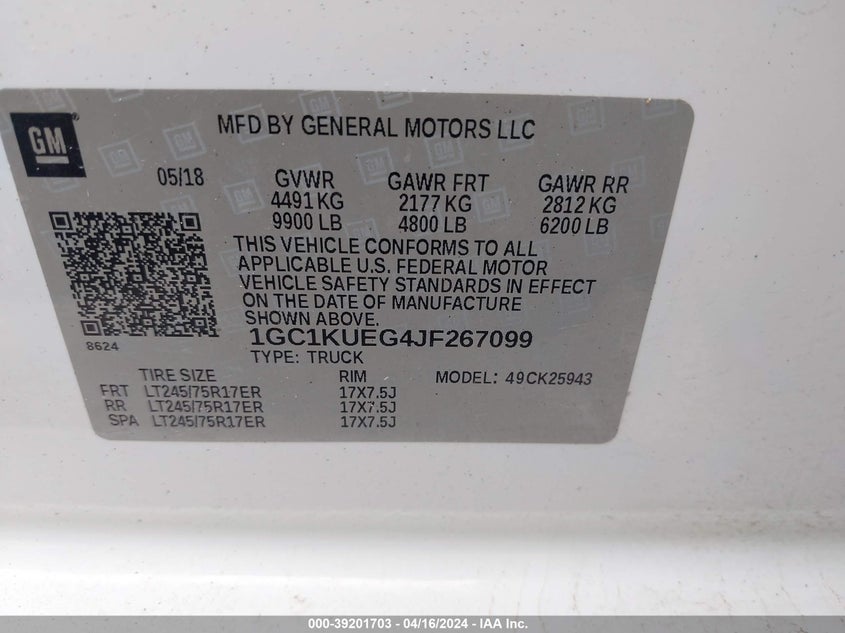 GM
MFD BY GENERAL MOTORS LLC
05/18 GVWR GAWR FRT GAWR RR
4491 KG 2177 KG 2812 KG
9900 LB 4800 LB 6200 LB
THIS VEHICLE CONFORMS TO ALL
APPLICABLE U.S. FEDERAL MOTOR
VEHICLE SAFETY STANDARDS IN EFFECT
ON THE DATE OF MANUFACTURE
SHOWN ABOVE.
8624
1GC1KUEG4JF267099
TYPE: TRUCK
TIRE SIZE RIM MODEL: 49CK25943
FRT LT245/75R17ER 17X7.5J
RR LT245/75R17ER 17X7.5J
SPA LT245/75R17ER 17X7.5J
000-39201703 - 04/16/2024 - IAA Inc.